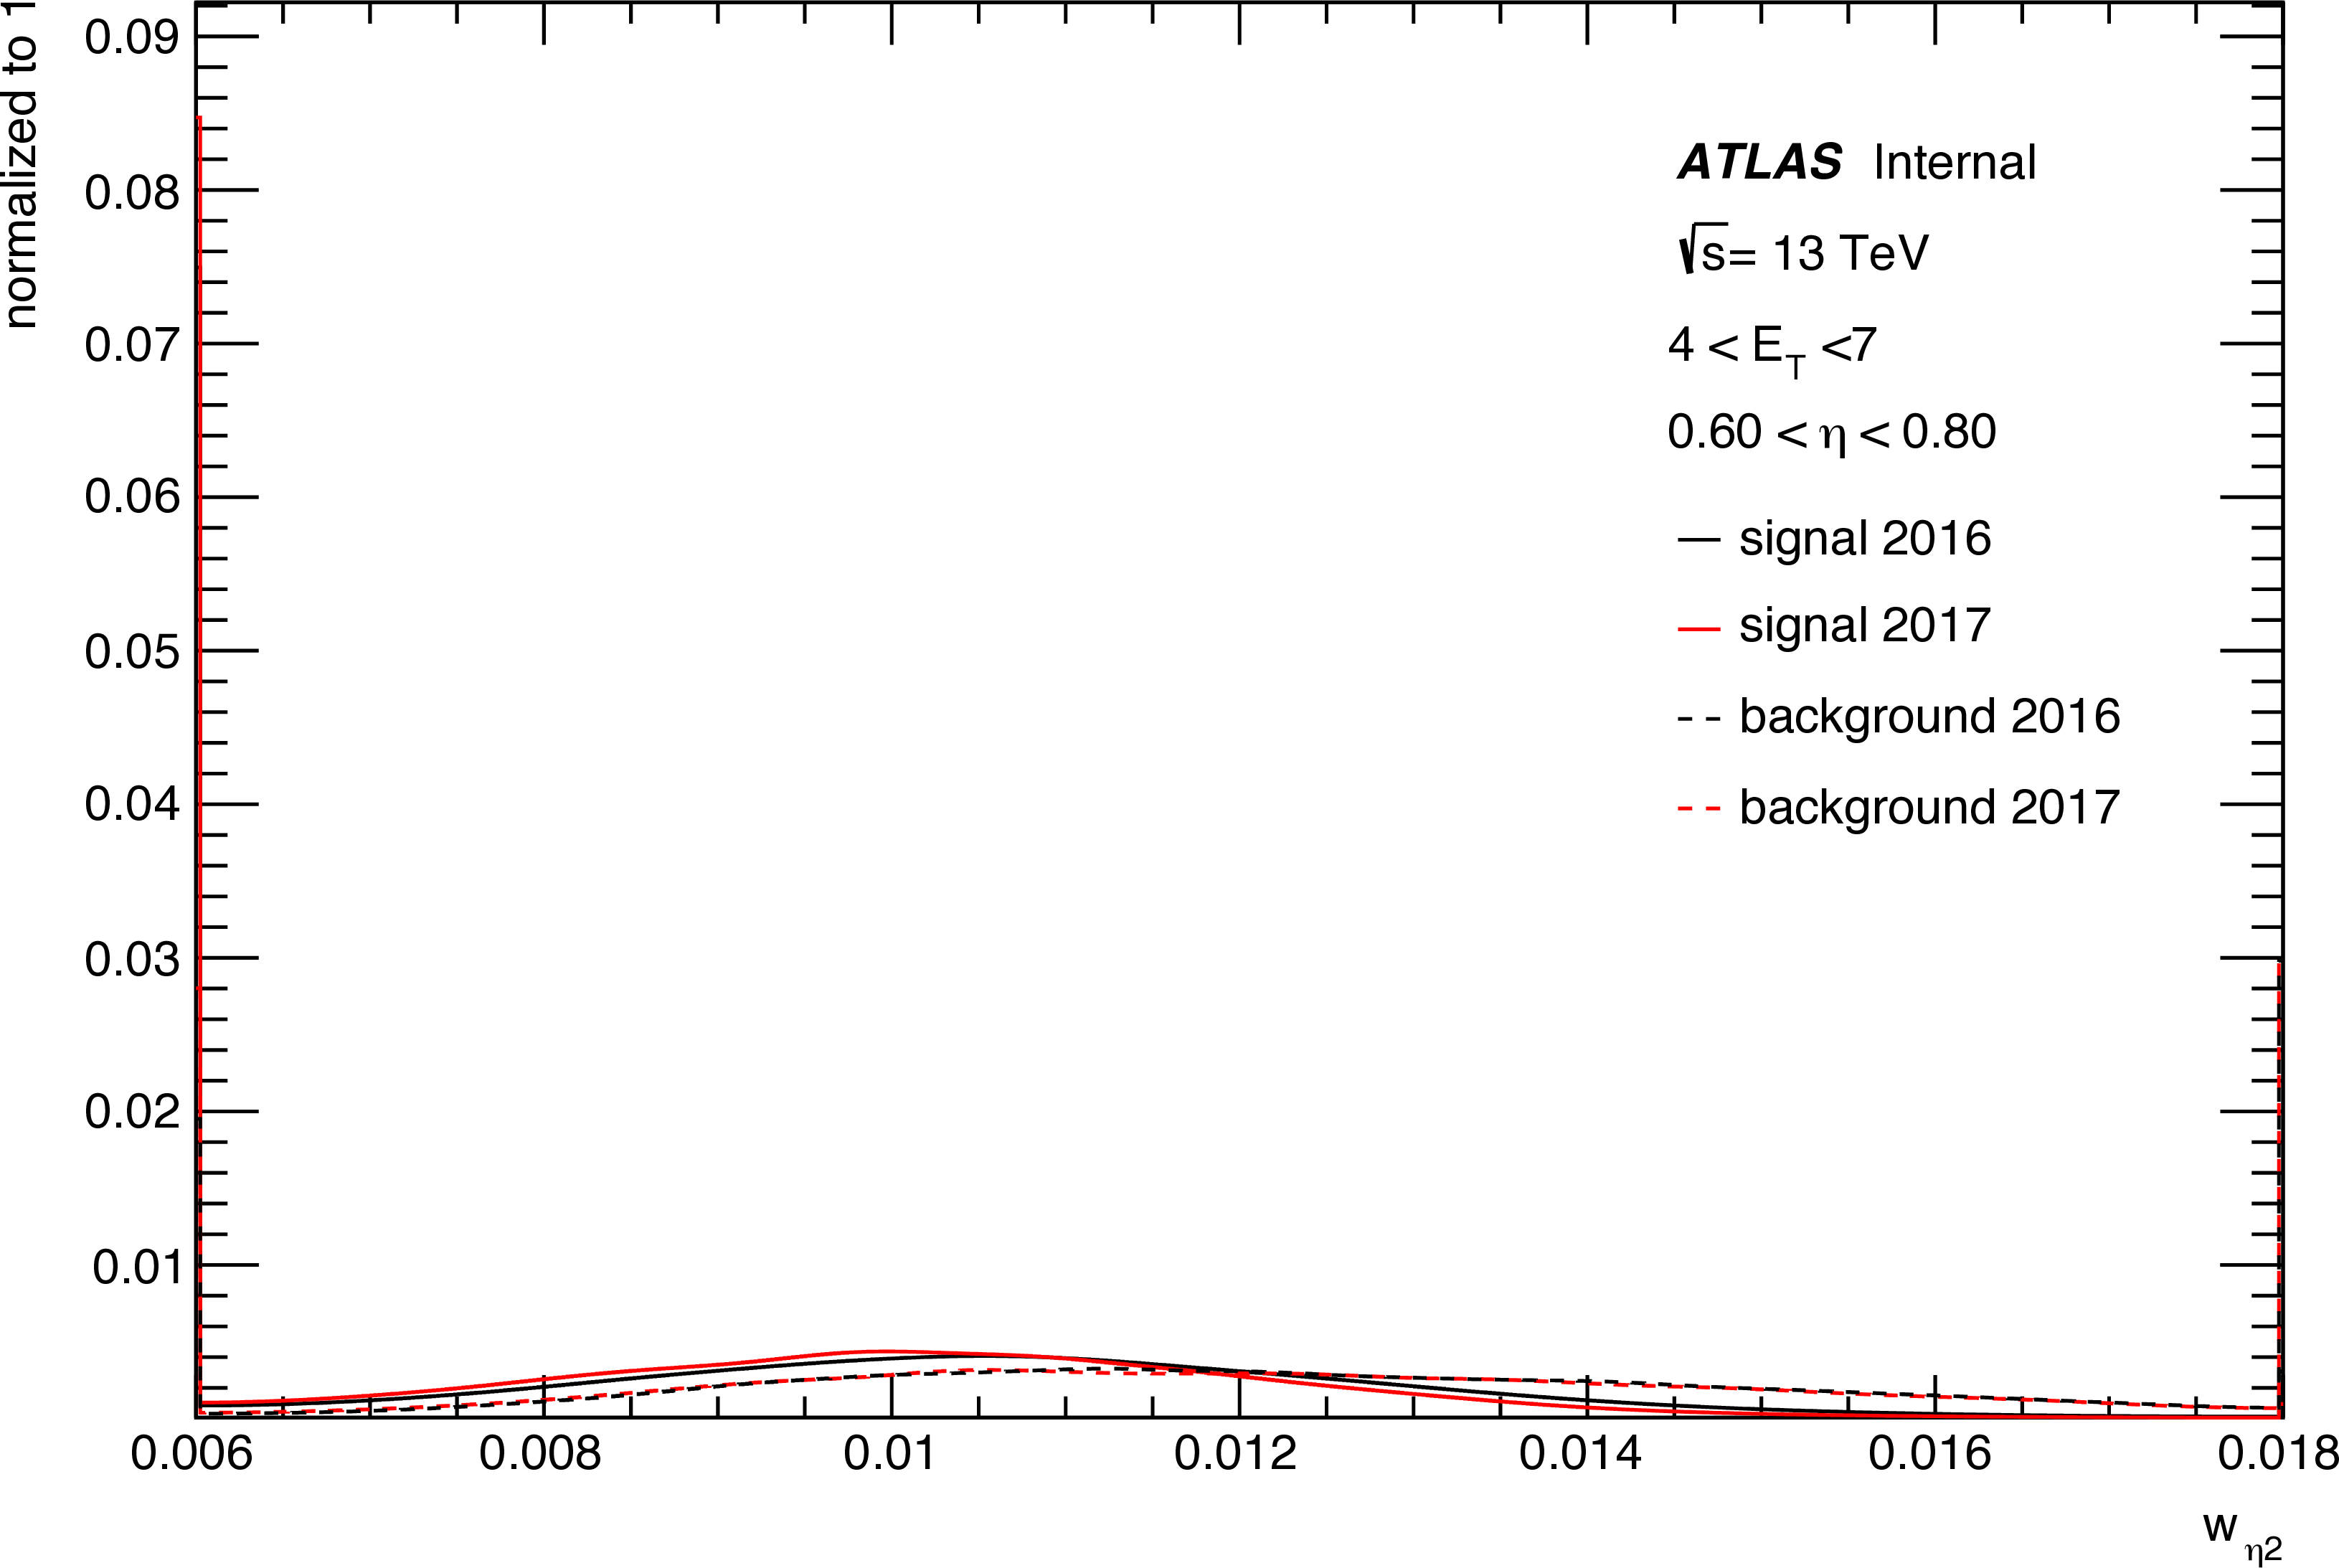 normalized to 1
0.09
0.08
0.07
0.06
0.05
0.04
0.03
0.02
0.01
ATLAS Internal
√s= 13 TeV
4 < E_T <7
0.60 < η < 0.80
signal 2016
signal 2017
background 2016
background 2017
0.006 0.008 0.01 0.012 0.014 0.016 0.018
w_η2